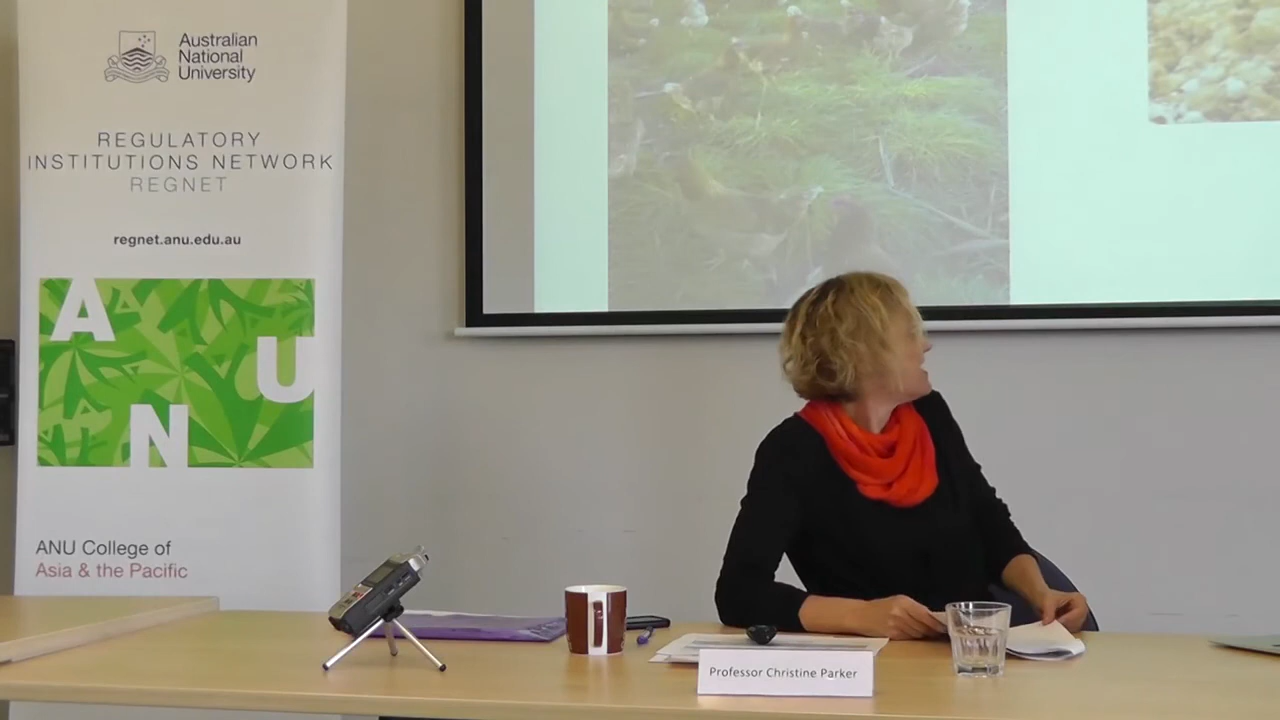 Australian
National
University
REGULATORY
INSTITUTIONS NETWORK
REGNET
regnet.anu.edu.au
A
U
N
ANU College of
Asia & the Pacific
Professor Christine Parker